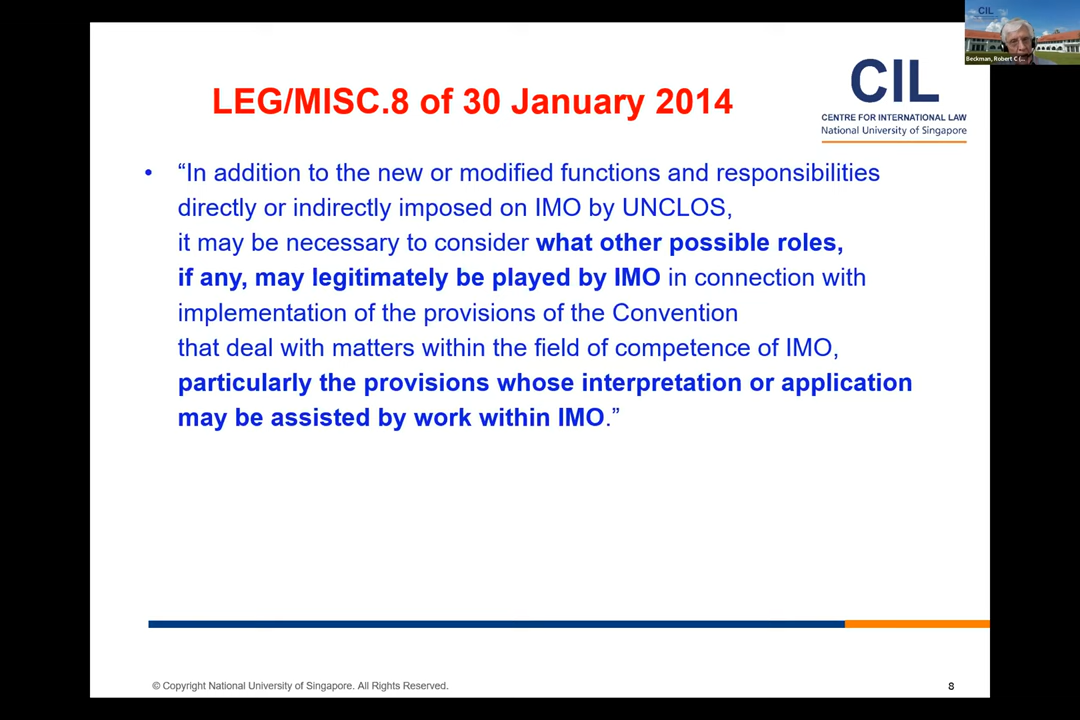 CIL
Beckman, Robert C (...
LEG/MISC.8 of 30 January 2014
CIL
CENTRE FOR INTERNATIONAL LAW
National University of Singapore
• “In addition to the new or modified functions and responsibilities
directly or indirectly imposed on IMO by UNCLOS,
it may be necessary to consider what other possible roles,
if any, may legitimately be played by IMO in connection with
implementation of the provisions of the Convention
that deal with matters within the field of competence of IMO,
particularly the provisions whose interpretation or application
may be assisted by work within IMO.”
© Copyright National University of Singapore. All Rights Reserved.
8